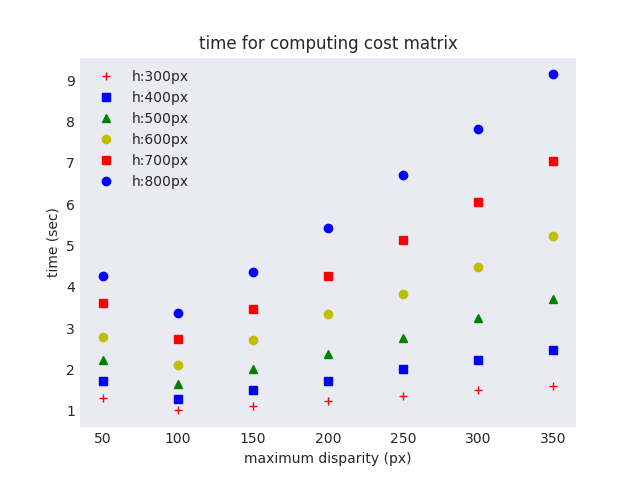 time for computing cost matrix
h:300px
h:400px
h:500px
h:600px
h:700px
h:800px
9
8
7
6
5
4
3
2
1
time (sec)
50 100 150 200 250 300 350
maximum disparity (px)